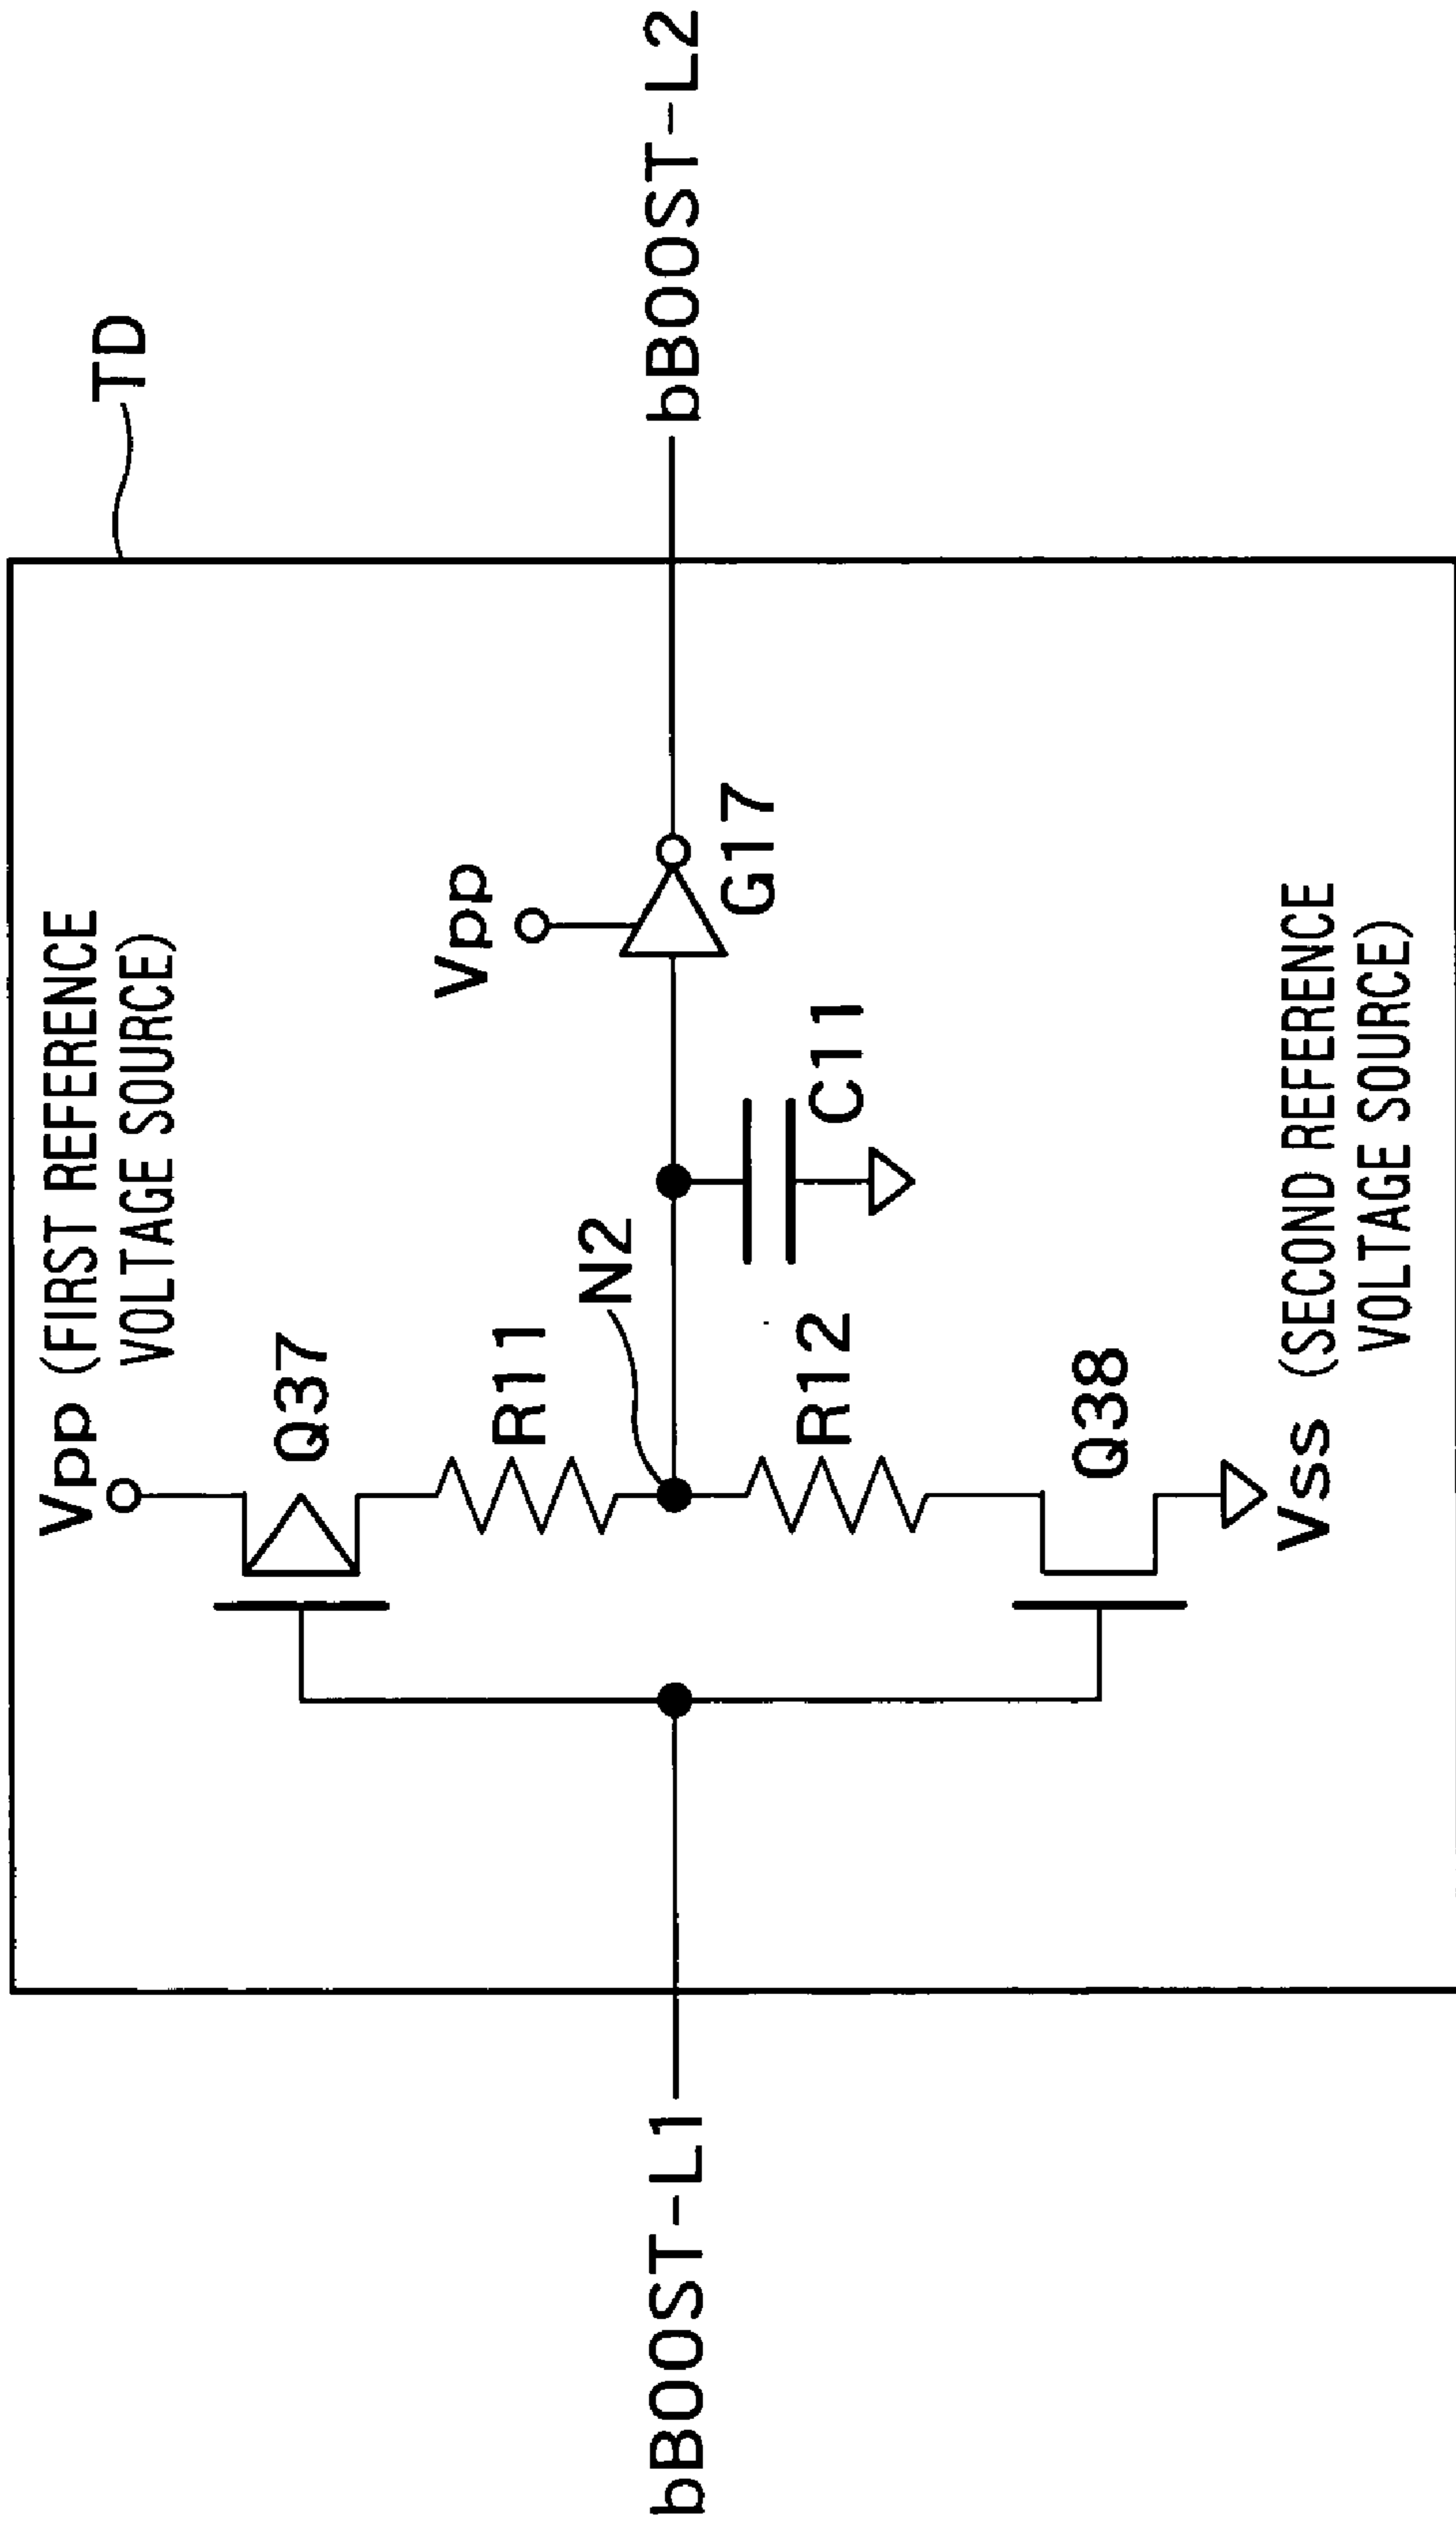 TD
Vpp (FIRST REFERENCE
VOLTAGE SOURCE)
Q37
Vpp
R11
N2
G17
bBOOST-L1
bBOOST-L2
C11
R12
Q38
Vss (SECOND REFERENCE
VOLTAGE SOURCE)